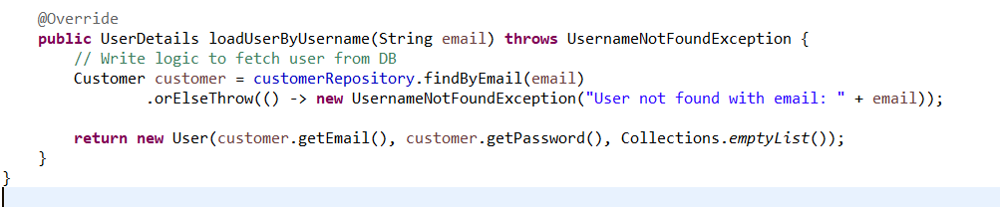 @Override
public UserDetails loadUserByUsername(String email) throws UsernameNotFoundException {
// Write logic to fetch user from DB
Customer customer = customerRepository.findByEmail(email)
.orElseThrow(() -> new UsernameNotFoundException("User not found with email: " + email));
return new User(customer.getEmail(), customer.getPassword(), Collections.emptyList());
}
}